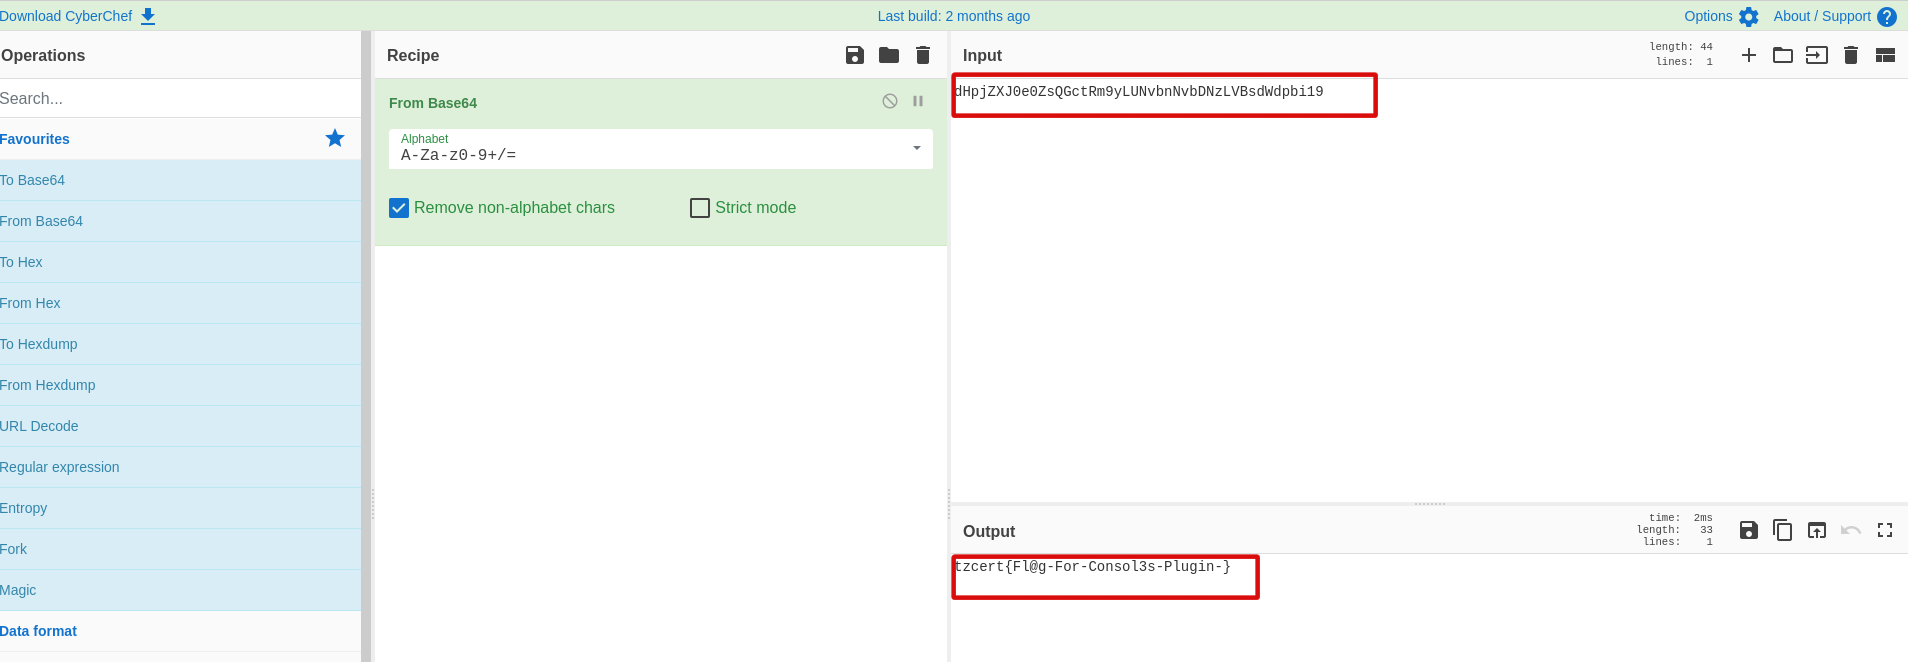 Download CyberChef
Last build: 2 months ago
Options
About / Support
Operations
Search...
Favourites
To Base64
From Base64
To Hex
From Hex
To Hexdump
From Hexdump
URL Decode
Regular expression
Entropy
Fork
Magic
Data format
Recipe
From Base64
Alphabet
A-Za-z0-9+/=
Remove non-alphabet chars
Strict mode
Input
length: 44
lines: 1
dHpjZXJ0e0ZsQGctRm9yLUNvbnNvbDNzLVBsdWdpbi19
Output
time: 2ms
length: 33
lines: 1
tzcert{Fl@g-For-Consol3s-Plugin-}